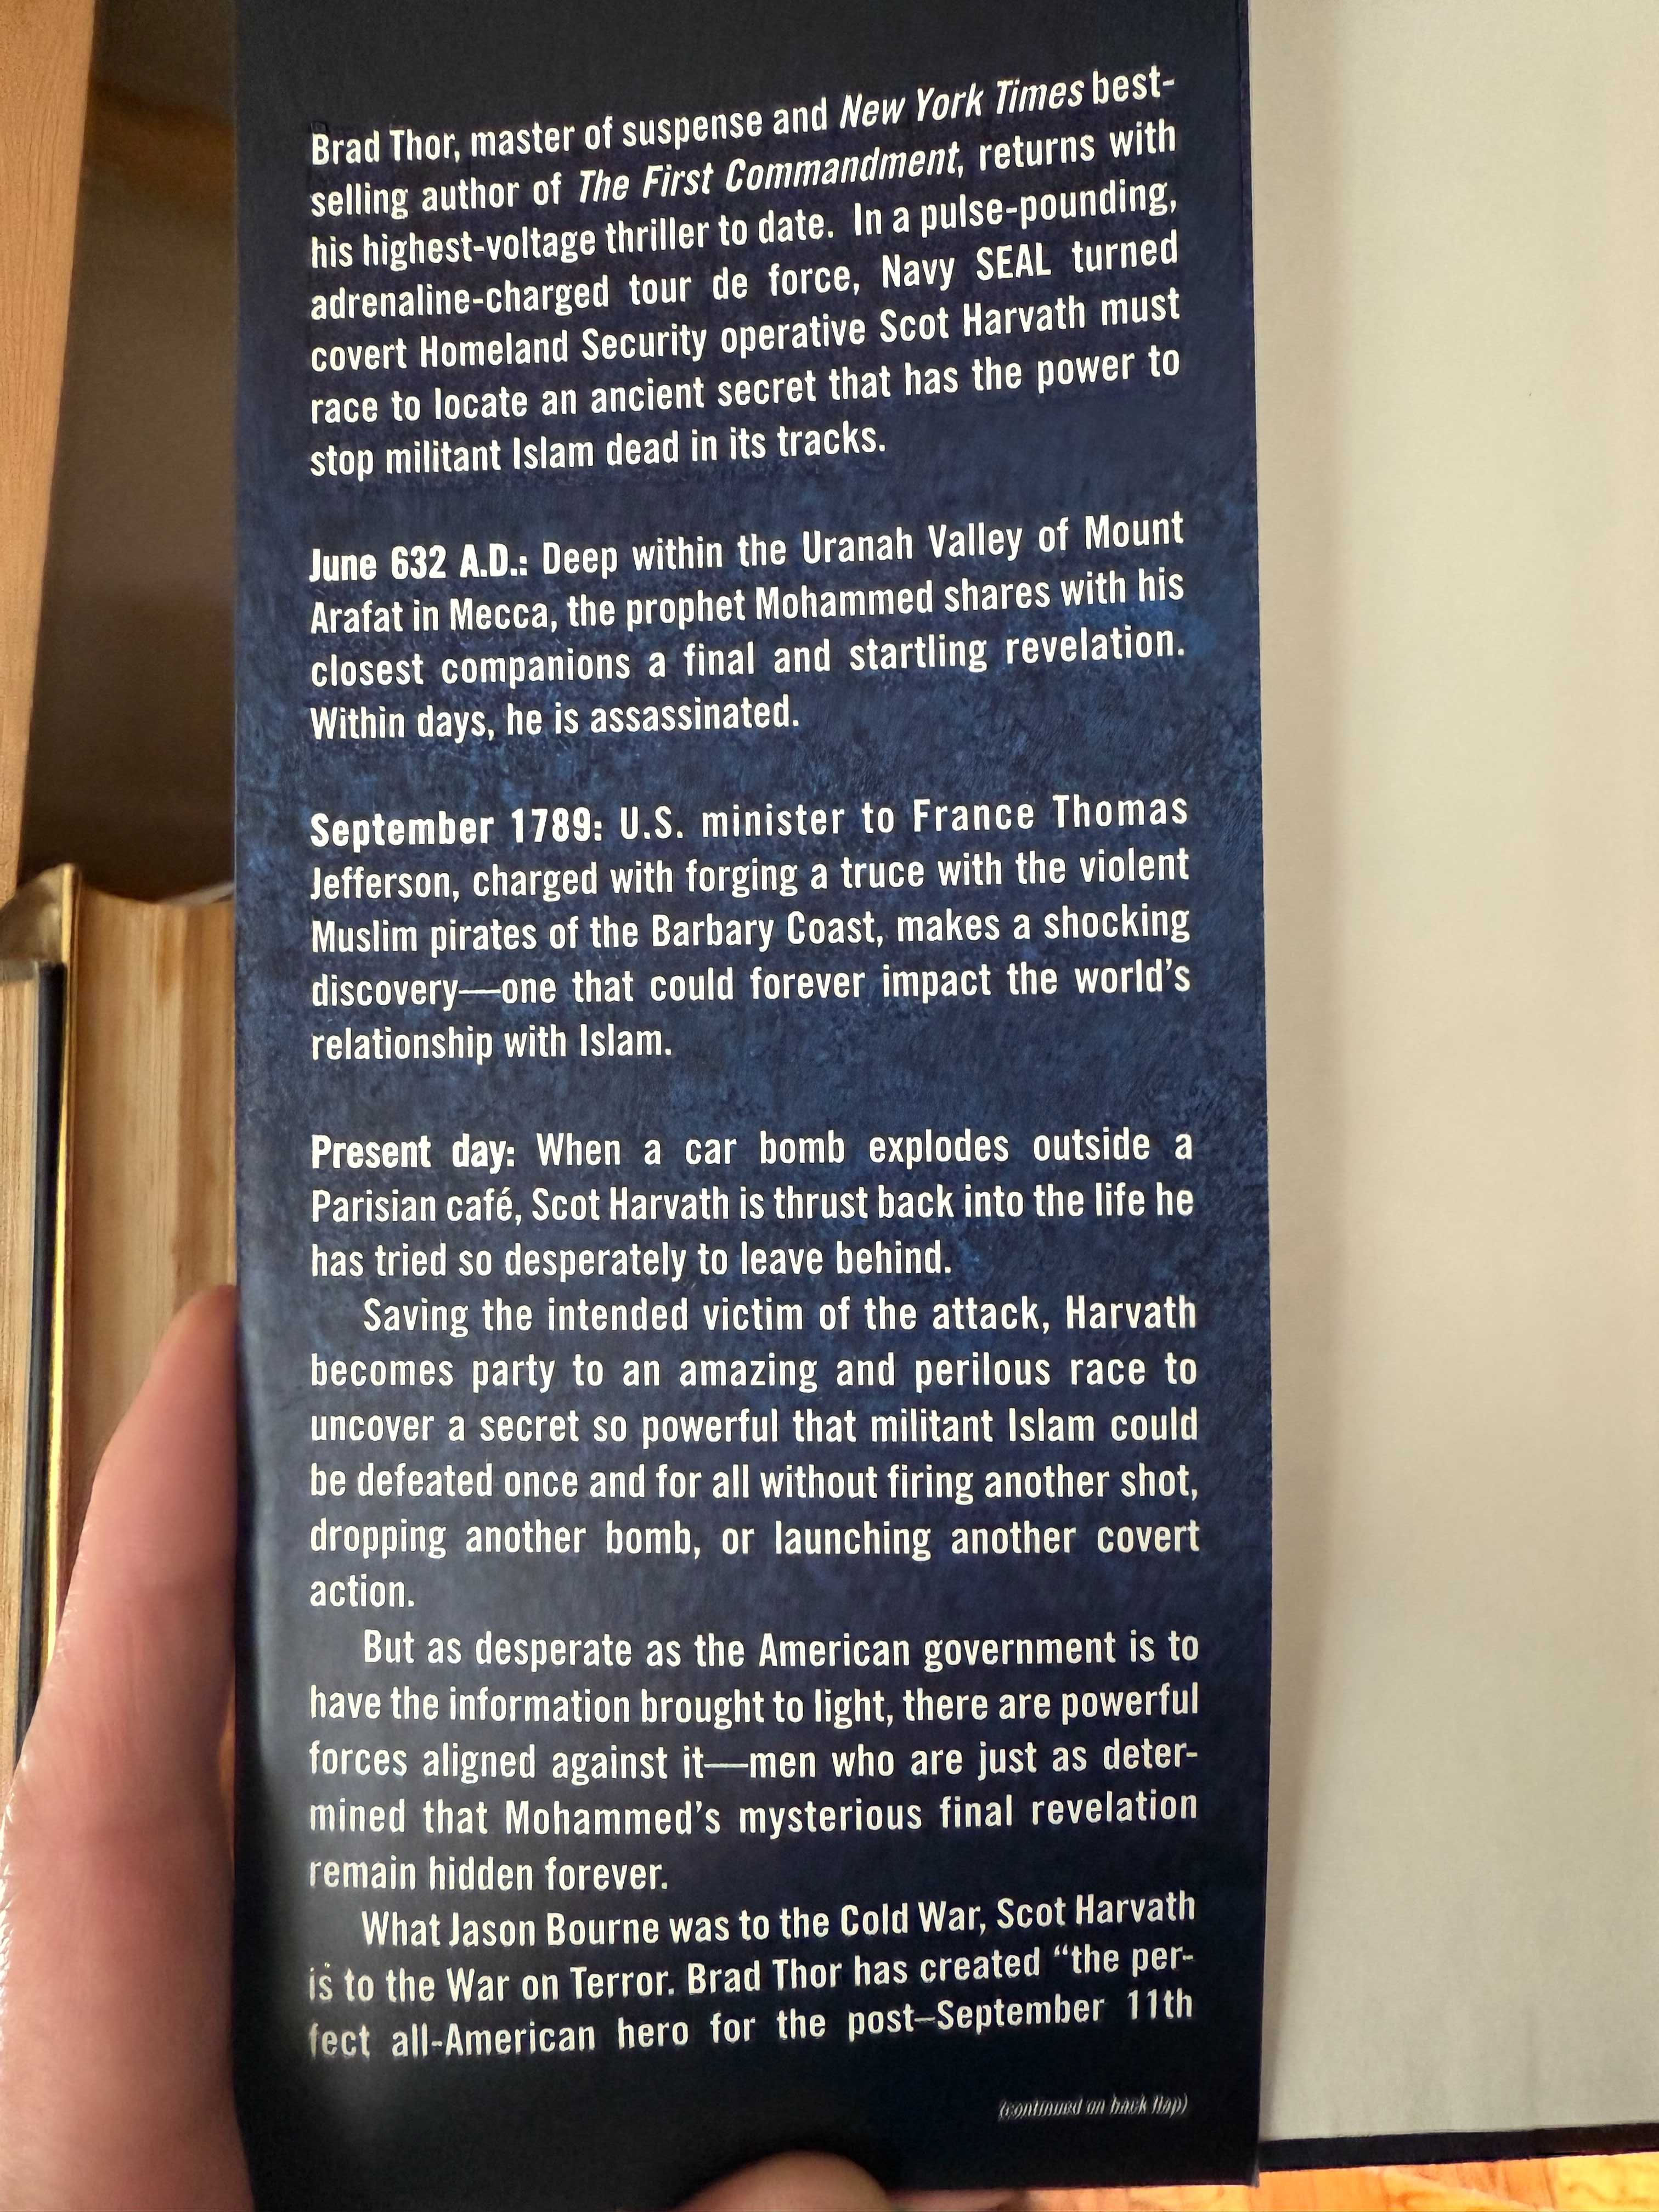 Brad Thor, master of suspense and New York Times best-
selling author of The First Commandment, returns with
his highest-voltage thriller to date. In a pulse-pounding,
adrenaline-charged tour de force, Navy SEAL turned
covert Homeland Security operative Scot Harvath must
race to locate an ancient secret that has the power to
stop militant Islam dead in its tracks.
June 632 A.D.: Deep within the Uranah Valley of Mount
Arafat in Mecca, the prophet Mohammed shares with his
closest companions a final and startling revelation.
Within days, he is assassinated.
September 1789: U.S. minister to France Thomas
Jefferson, charged with forging a truce with the violent
Muslim pirates of the Barbary Coast, makes a shocking
discovery—one that could forever impact the world's
relationship with Islam.
Present day: When a car bomb explodes outside a
Parisian café, Scot Harvath is thrust back into the life he
has tried so desperately to leave behind.
Saving the intended victim of the attack, Harvath
becomes party to an amazing and perilous race to
uncover a secret so powerful that militant Islam could
be defeated once and for all without firing another shot,
dropping another bomb, or launching another covert
action.
But as desperate as the American government is to
have the information brought to light, there are powerful
forces aligned against it—men who are just as deter-
mined that Mohammed's mysterious final revelation
remain hidden forever.
What Jason Bourne was to the Cold War, Scot Harvath
is to the War on Terror. Brad Thor has created "the per-
fect all-American hero for the post–September 11th
(continued on back flap)